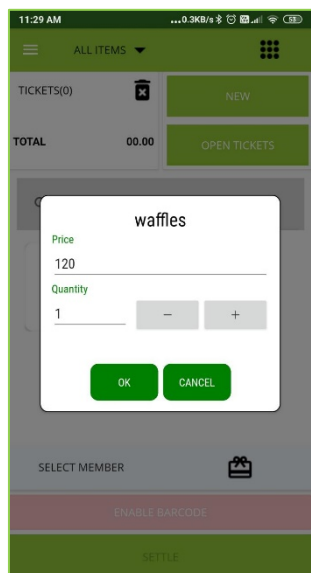 11:29 AM ...0.3KB/s 53
ALL ITEMS
TICKETS(0)
NEW
TOTAL 00.00
OPEN TICKETS
waffles
Price
120
Quantity
1 − +
OK CANCEL
SELECT MEMBER
ENABLE BARCODE
SETTLE